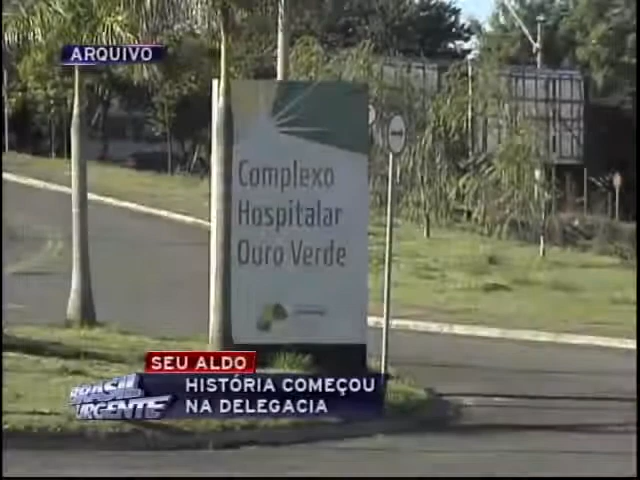 ARQUIVO
Complexo
Hospitalar
Ouro Verde
SEU ALDO
BRASIL
URGENTE
HISTÓRIA COMEÇOU
NA DELEGACIA